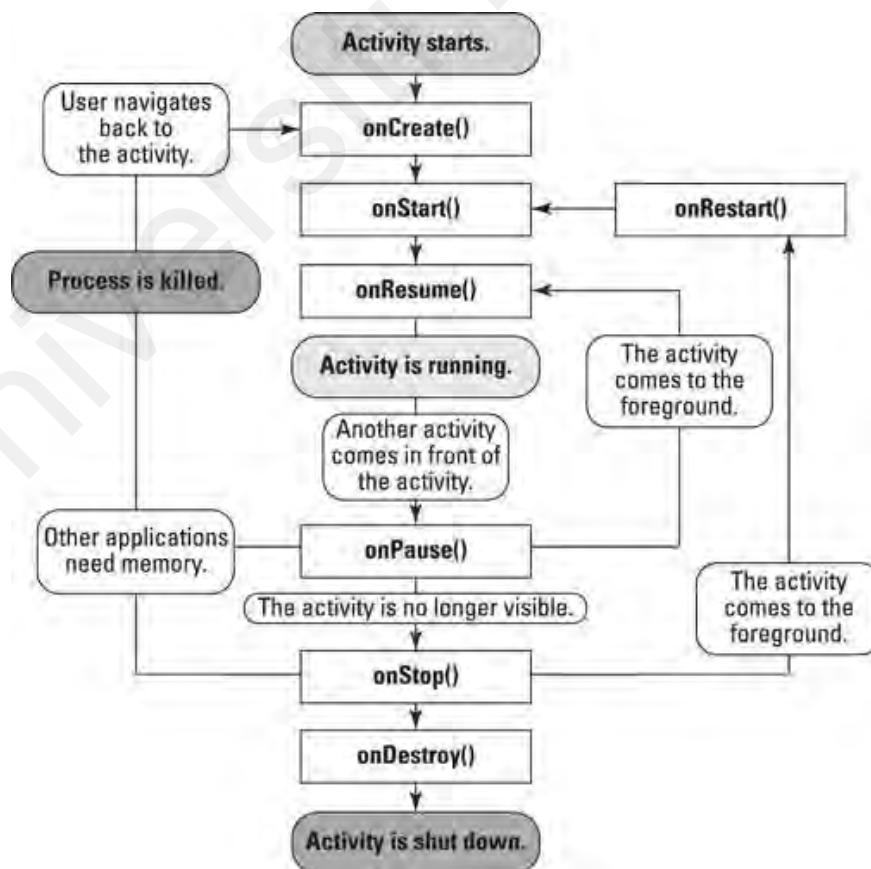 Activity starts.
User navigates
back to
the activity.
onCreate()
onStart()
onRestart()
Process is killed.
onResume()
Activity is running.
The activity
comes to the
foreground.
Another activity
comes in front of
the activity.
Other applications
need memory.
onPause()
The activity is no longer visible.
The activity
comes to the
foreground.
onStop()
onDestroy()
Activity is shut down.